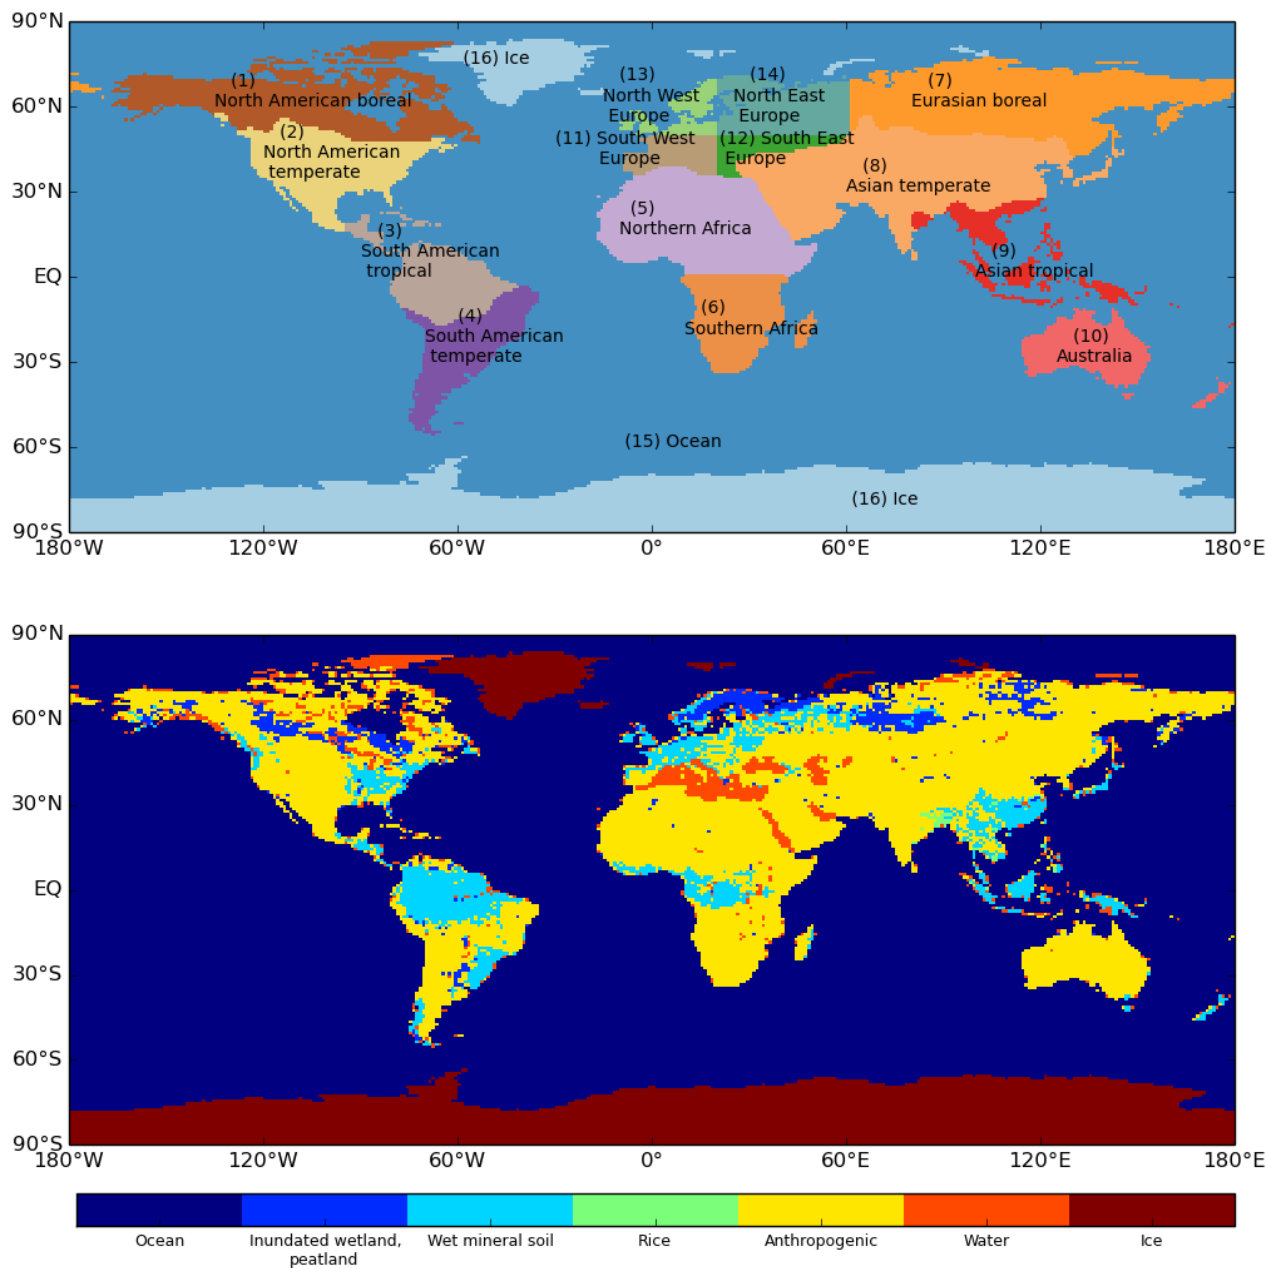 90°N
60°N
30°N
EQ
30°S
60°S
90°S
180°W
120°W
60°W
0°
60°E
120°E
180°E
(16) Ice
(1)
North American boreal
(2)
North American
temperate
(3)
South American
tropical
(4)
South American
temperate
(13)
North West
Europe
(14)
North East
Europe
(11) South West
Europe
(12) South East
Europe
(7)
Eurasian boreal
(8)
Asian temperate
(5)
Northern Africa
(9)
Asian tropical
(6)
Southern Africa
(10)
Australia
(15) Ocean
(16) Ice
90°N
60°N
30°N
EQ
30°S
60°S
90°S
180°W
120°W
60°W
0°
60°E
120°E
180°E
Ocean
Inundated wetland,
peatland
Wet mineral soil
Rice
Anthropogenic
Water
Ice